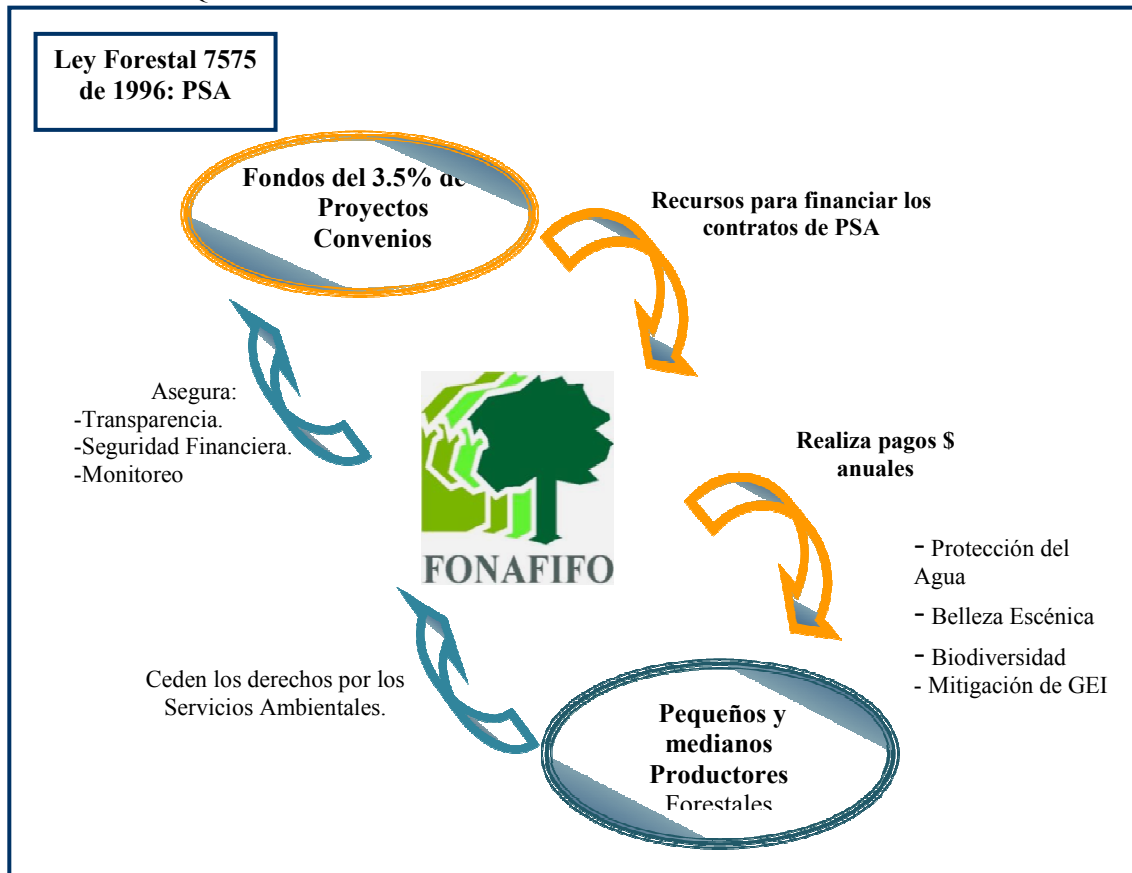 Ley Forestal 7575
de 1996: PSA
Fondos del 3.5% de
Proyectos
Convenios
Recursos para financiar los
contratos de PSA
Asegura:
-Transparencia.
-Seguridad Financiera.
-Monitoreo
Realiza pagos $
anuales
FONAFIFO
- Protección del
Agua
- Belleza Escénica
- Biodiversidad
- Mitigación de GEI
Ceden los derechos por los
Servicios Ambientales.
Pequeños y
medianos
Productores
Forestales